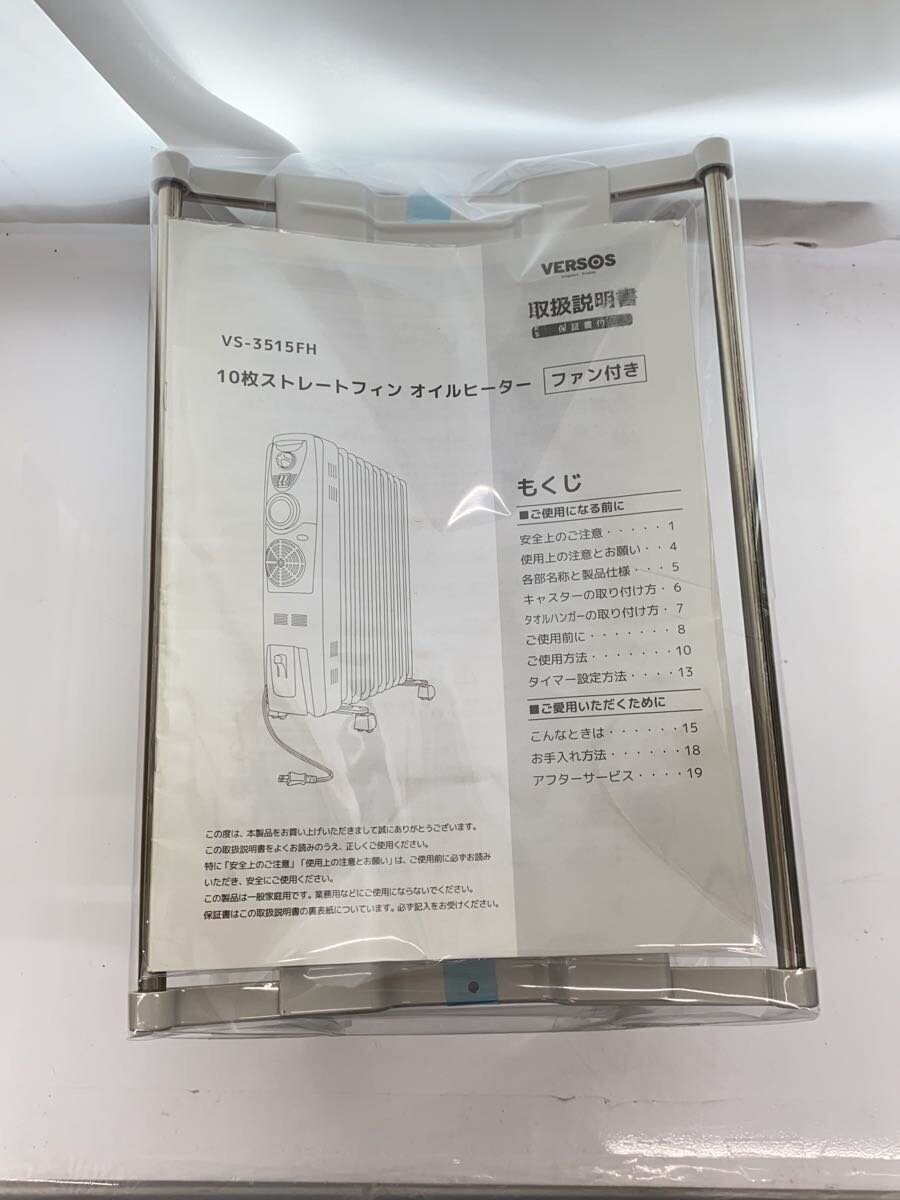 VERSOS
取扱説明書
保証書付
VS-3515FH
10枚ストレートフィン オイルヒーター ファン付き
もくじ
■ご使用になる前に
安全上のご注意・・・・・1
使用上の注意とお願い・・4
各部名称と製品仕様・・・5
キャスターの取り付け方・6
タオルハンガーの取り付け方・7
ご使用前に・・・・・・・8
ご使用方法・・・・・・・10
タイマー設定方法・・・・13
■ご愛用いただくために
こんなときは・・・・・・15
お手入れ方法・・・・・・18
アフターサービス・・・・19
この度は、本製品をお買い上げいただきまして誠にありがとうございます。
この取扱説明書をよくお読みのうえ、正しくご使用ください。
特に「安全上のご注意」「使用上の注意とお願い」は、ご使用前に必ずお読み
いただき、安全にご使用ください。
この製品は一般家庭用です。業務用などにご使用にならないでください。
保証書はこの取扱説明書の裏表紙についています。必ず記入をお受けください。